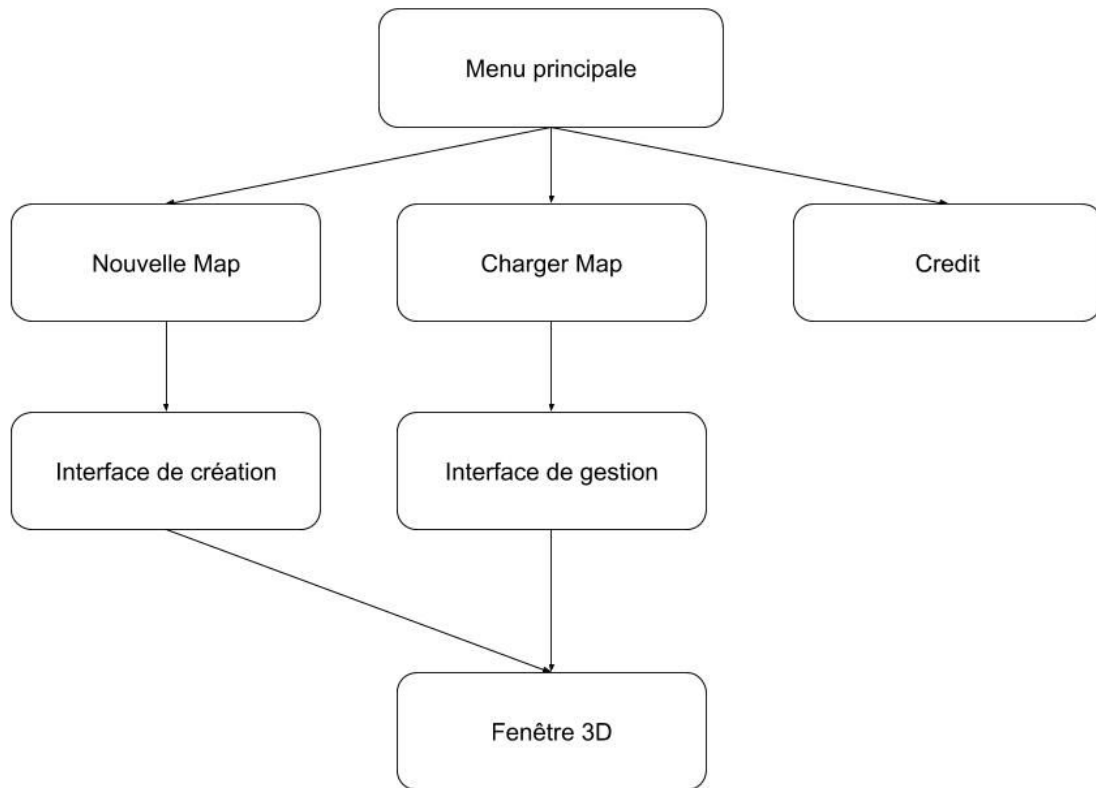 Menu principale
Nouvelle Map
Charger Map
Credit
Interface de création
Interface de gestion
Fenêtre 3D